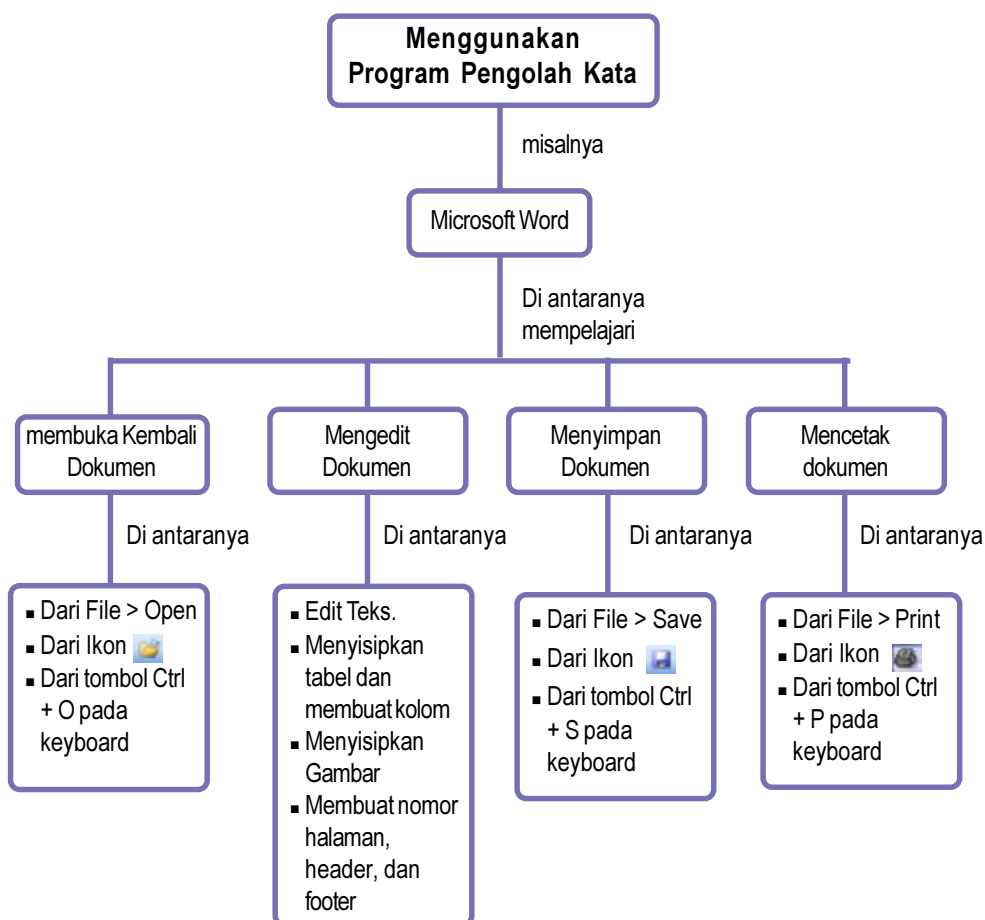 Menggunakan
Program Pengolah Kata
misalnya
Microsoft Word
Di antaranya
mempelajari
membuka Kembali
Dokumen
Di antaranya
▪ Dari File > Open
▪ Dari Ikon
▪ Dari tombol Ctrl
+ O pada
keyboard
Mengedit
Dokumen
Di antaranya
▪ Edit Teks.
▪ Menyisipkan
tabel dan
membuat kolom
▪ Menyisipkan
Gambar
▪ Membuat nomor
halaman,
header, dan
footer
Menyimpan
Dokumen
Di antaranya
▪ Dari File > Save
▪ Dari Ikon
▪ Dari tombol Ctrl
+ S pada
keyboard
Mencetak
dokumen
Di antaranya
▪ Dari File > Print
▪ Dari Ikon
▪ Dari tombol Ctrl
+ P pada
keyboard